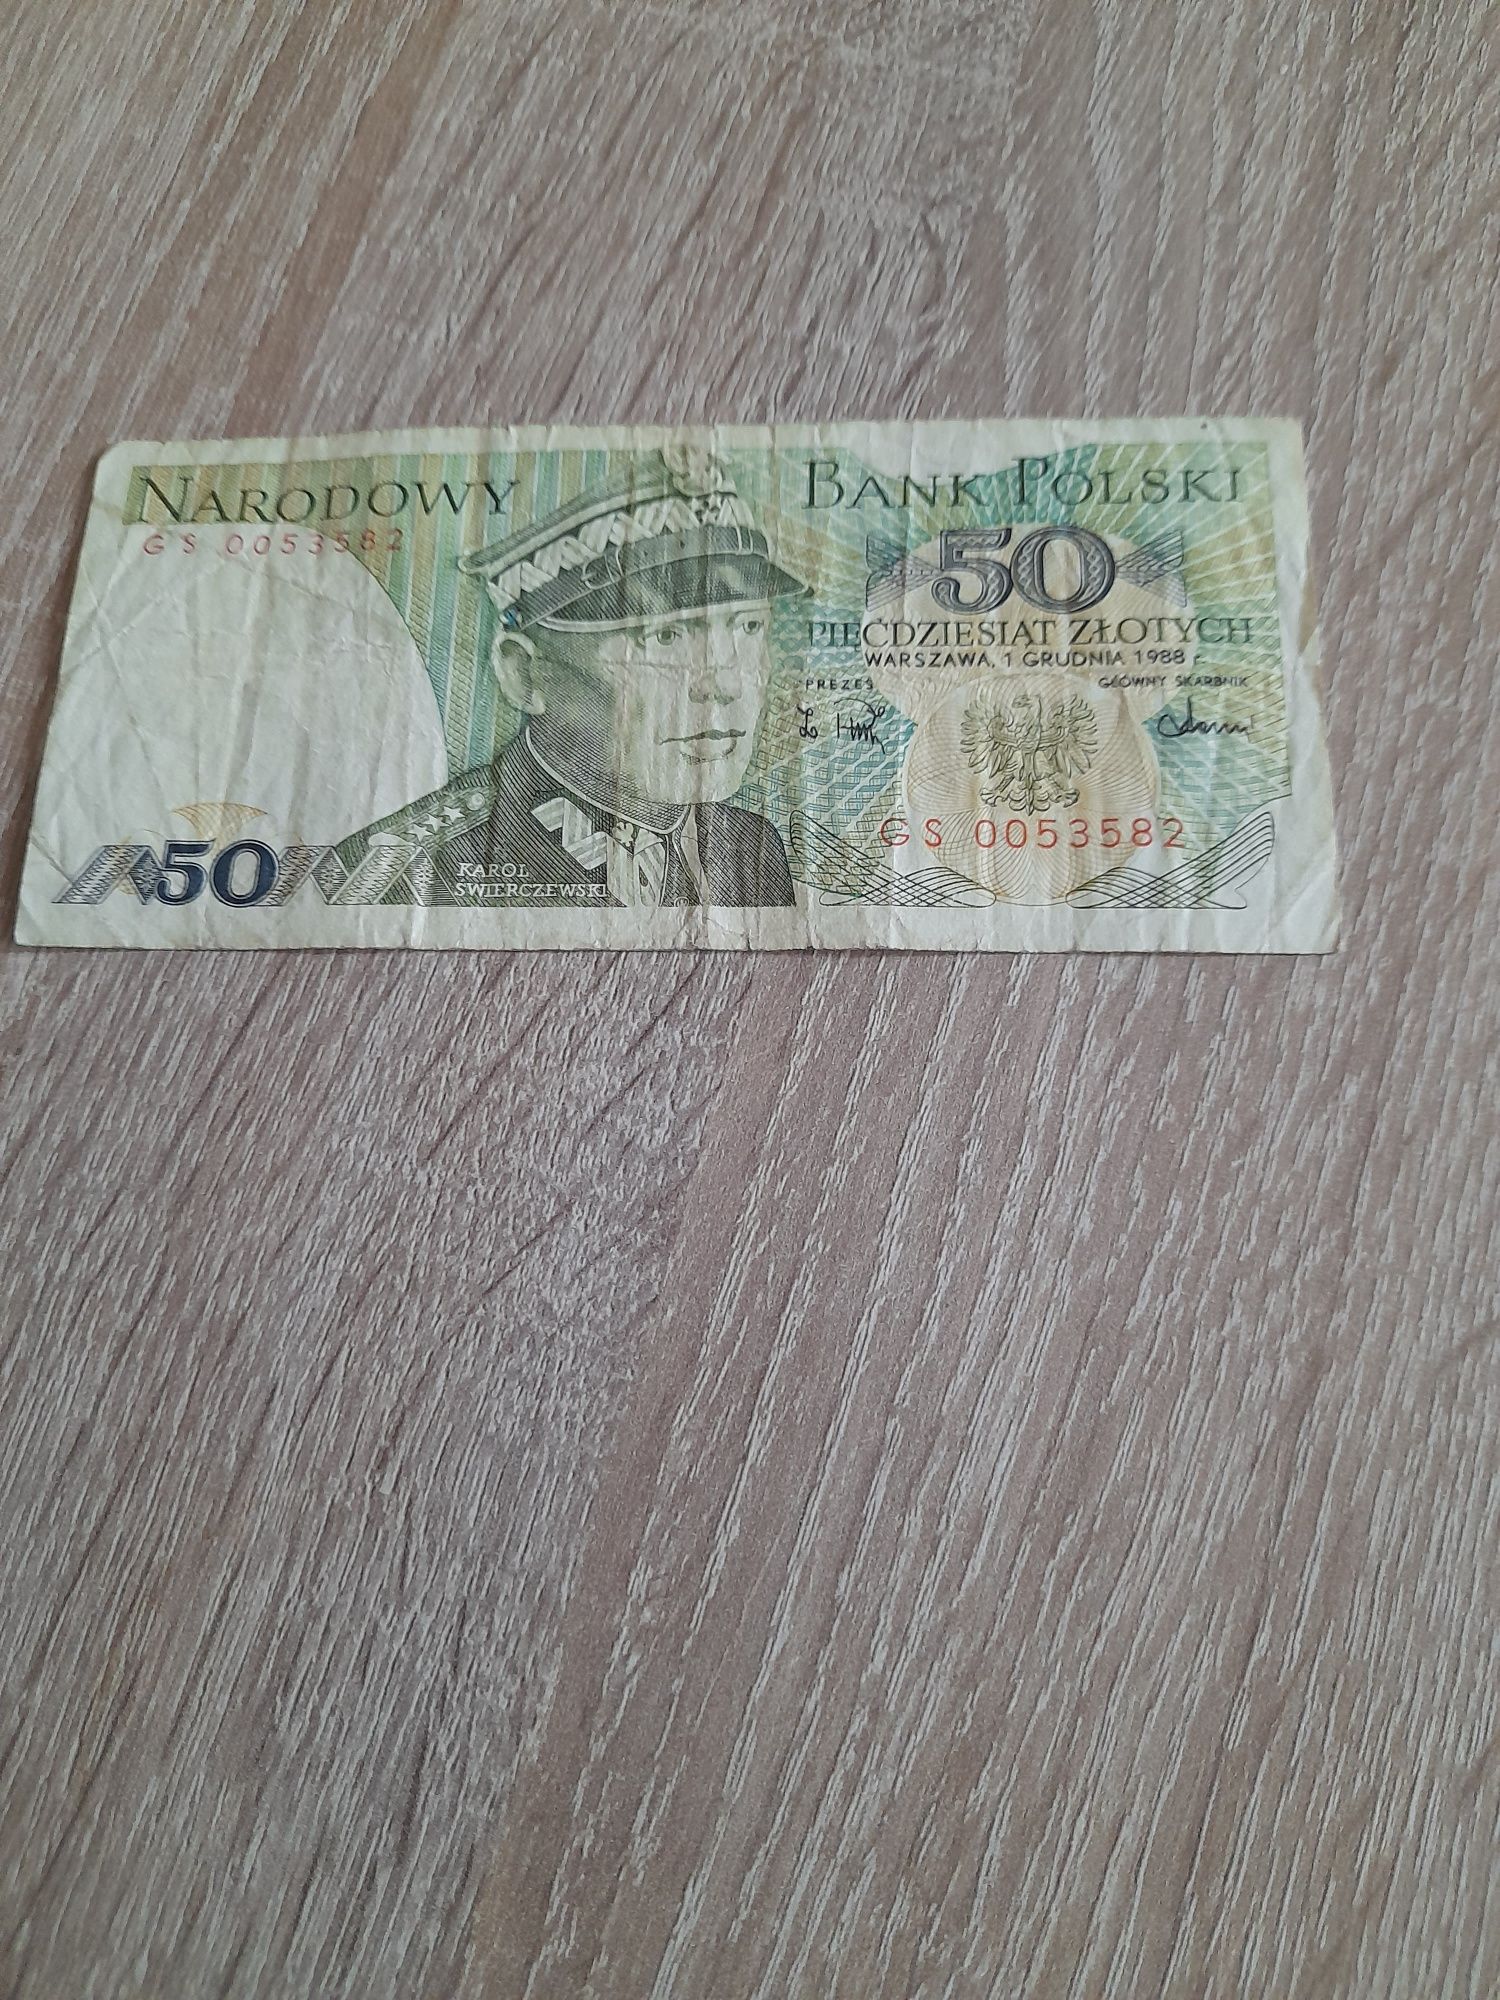 NARODOWY BANK POLSKI
GS 0053582
50
PIĘĆDZIESIĄT ZŁOTYCH
WARSZAWA, 1 GRUDNIA 1988 r.
PREZES GŁÓWNY SKARBNIK
GS 0053582
50
KAROL
ŚWIERCZEWSKI